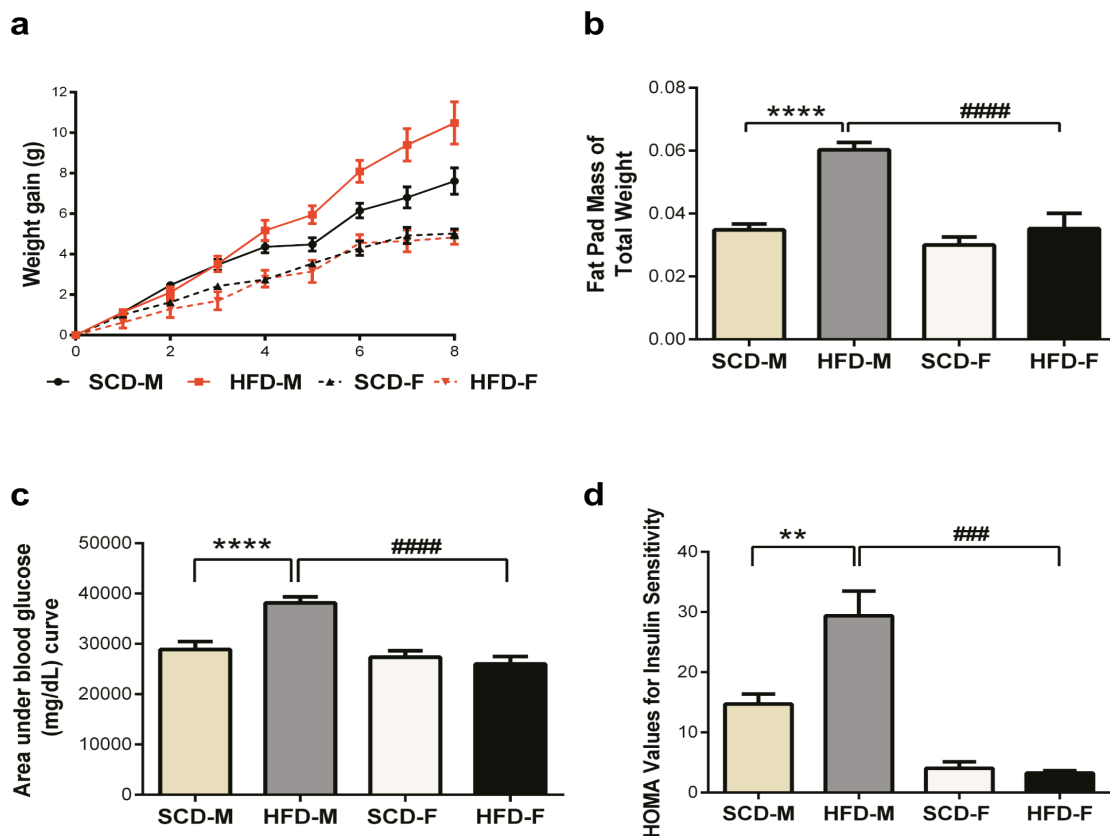 a
12
10
8
6
4
2
0
Weight gain (g)
0 2 4 6 8
SCD-M HFD-M SCD-F HFD-F
b
0.08
0.06
0.04
0.02
0.00
Fat Pad Mass of
Total Weight
**** ####
SCD-M HFD-M SCD-F HFD-F
c
50000
40000
30000
20000
10000
0
Area under blood glucose
(mg/dL) curve
**** ####
SCD-M HFD-M SCD-F HFD-F
d
40
30
20
10
0
HOMA Values for Insulin Sensitivity
** ###
SCD-M HFD-M SCD-F HFD-F